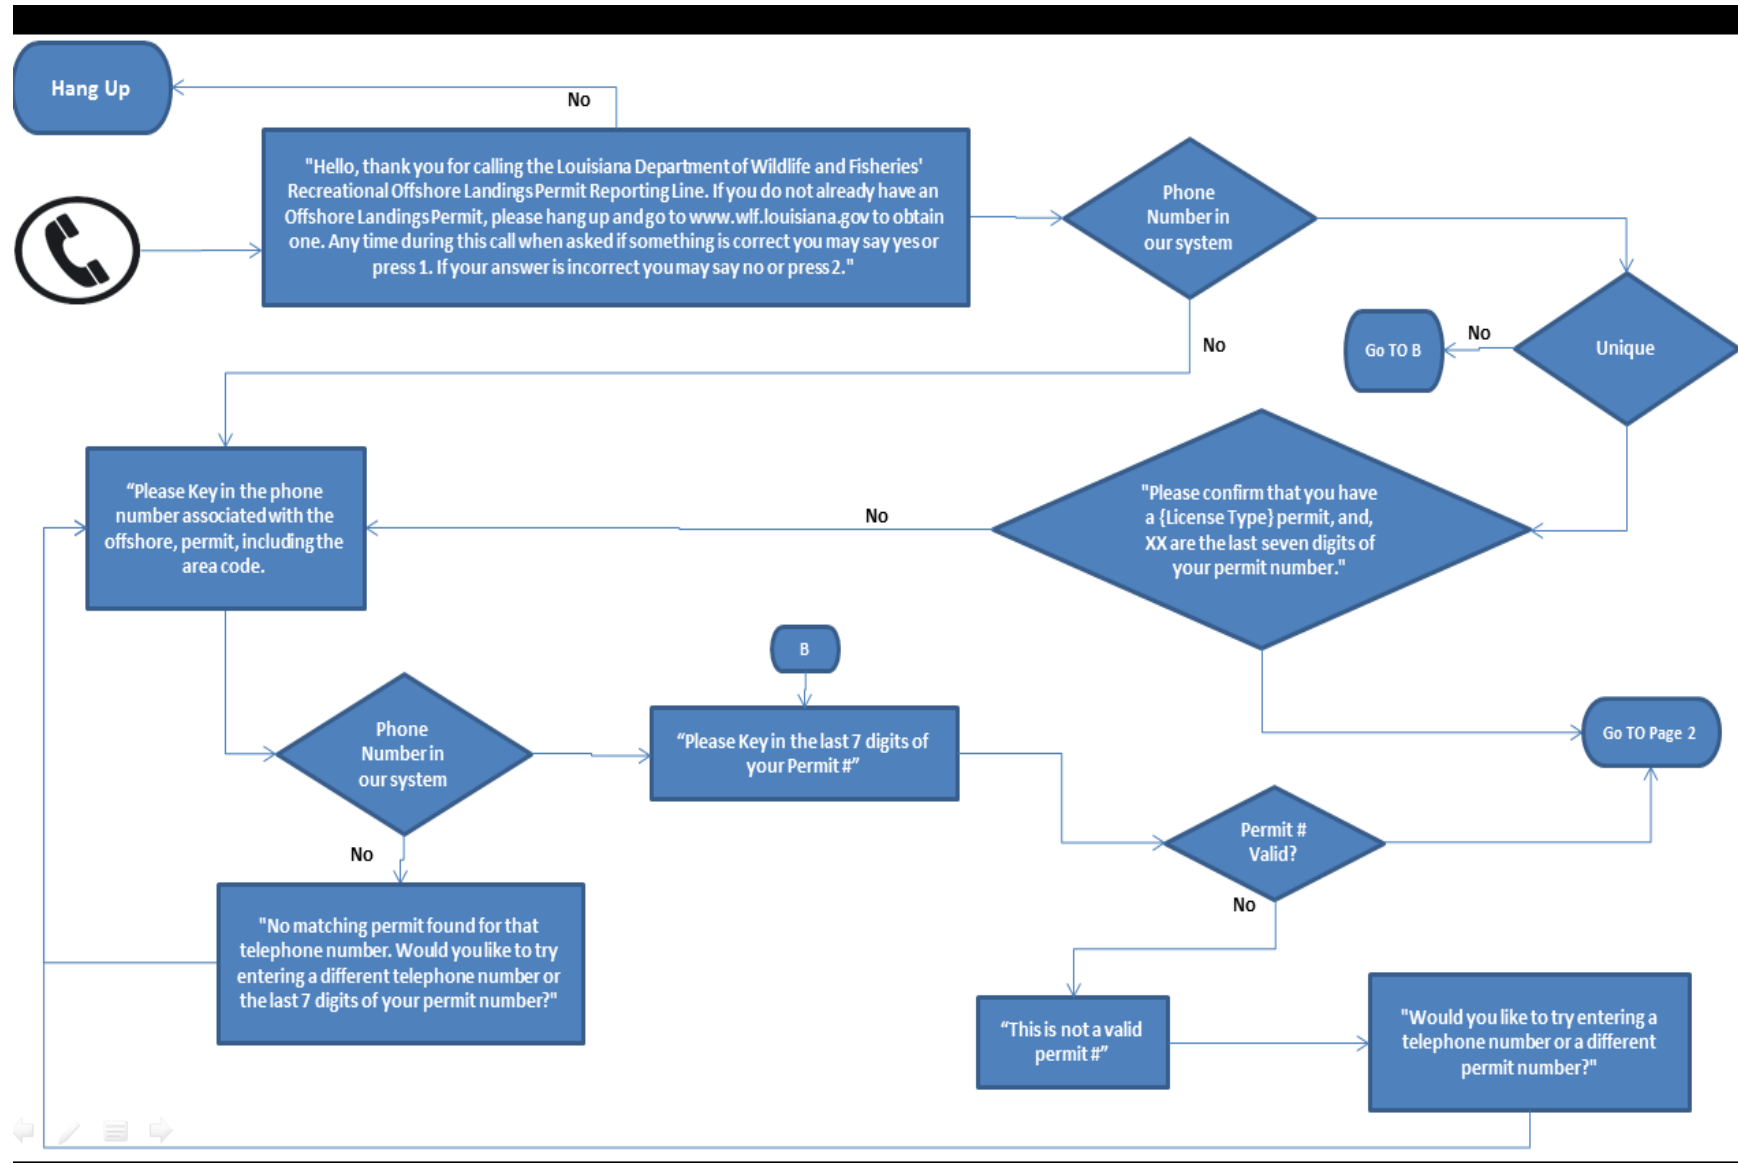 Hang Up
No
"Hello, thank you for calling the Louisiana Department of Wildlife and Fisheries'
Recreational Offshore Landings Permit Reporting Line. If you do not already have an
Offshore Landings Permit, please hang up and go to www.wlf.louisiana.gov to obtain
one. Any time during this call when asked if something is correct you may say yes or
press 1. If your answer is incorrect you may say no or press 2."
Phone
Number in
our system
No
Go TO B
No
Unique
"Please confirm that you have
a {License Type} permit, and,
XX are the last seven digits of
your permit number."
No
“Please Key in the phone
number associated with the
offshore, permit, including the
area code.
B
Phone
Number in
our system
“Please Key in the last 7 digits of
your Permit #”
Go TO Page 2
Permit #
Valid?
No
No
"No matching permit found for that
telephone number. Would you like to try
entering a different telephone number or
the last 7 digits of your permit number?"
“This is not a valid
permit #”
"Would you like to try entering a
telephone number or a different
permit number?"